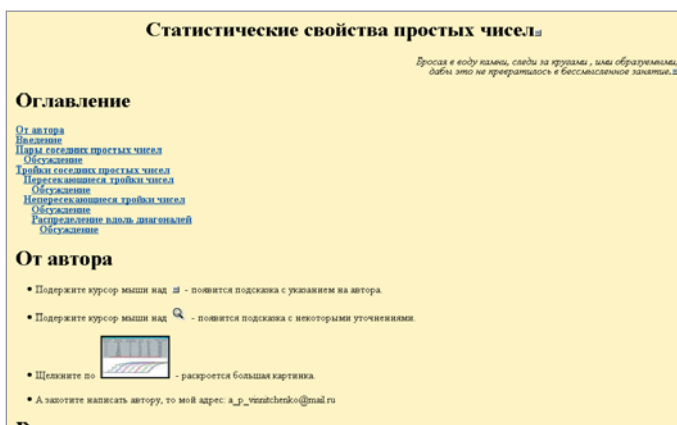 Статистические свойства простых чисел
Бросая в воду камни, следи за кругами , ими образуемыми,
дабы это не превратилось в бессмысленное занятие.
Оглавление
От автора
Введение
Пары соседних простых чисел
Обсуждение
Тройки соседних простых чисел
Пересекающиеся тройки чисел
Обсуждение
Непересекающиеся тройки чисел
Обсуждение
Распределение вдоль диагоналей
Обсуждение
От автора
• Подержите курсор мыши над - появится подсказка с указанием на автора.
• Подержите курсор мыши над - появится подсказка с некоторыми уточнениями.
• Щелкните по - раскроется большая картинка.
• А захотите написать автору, то мой адрес: a_p_vinnitchenko@mail.ru